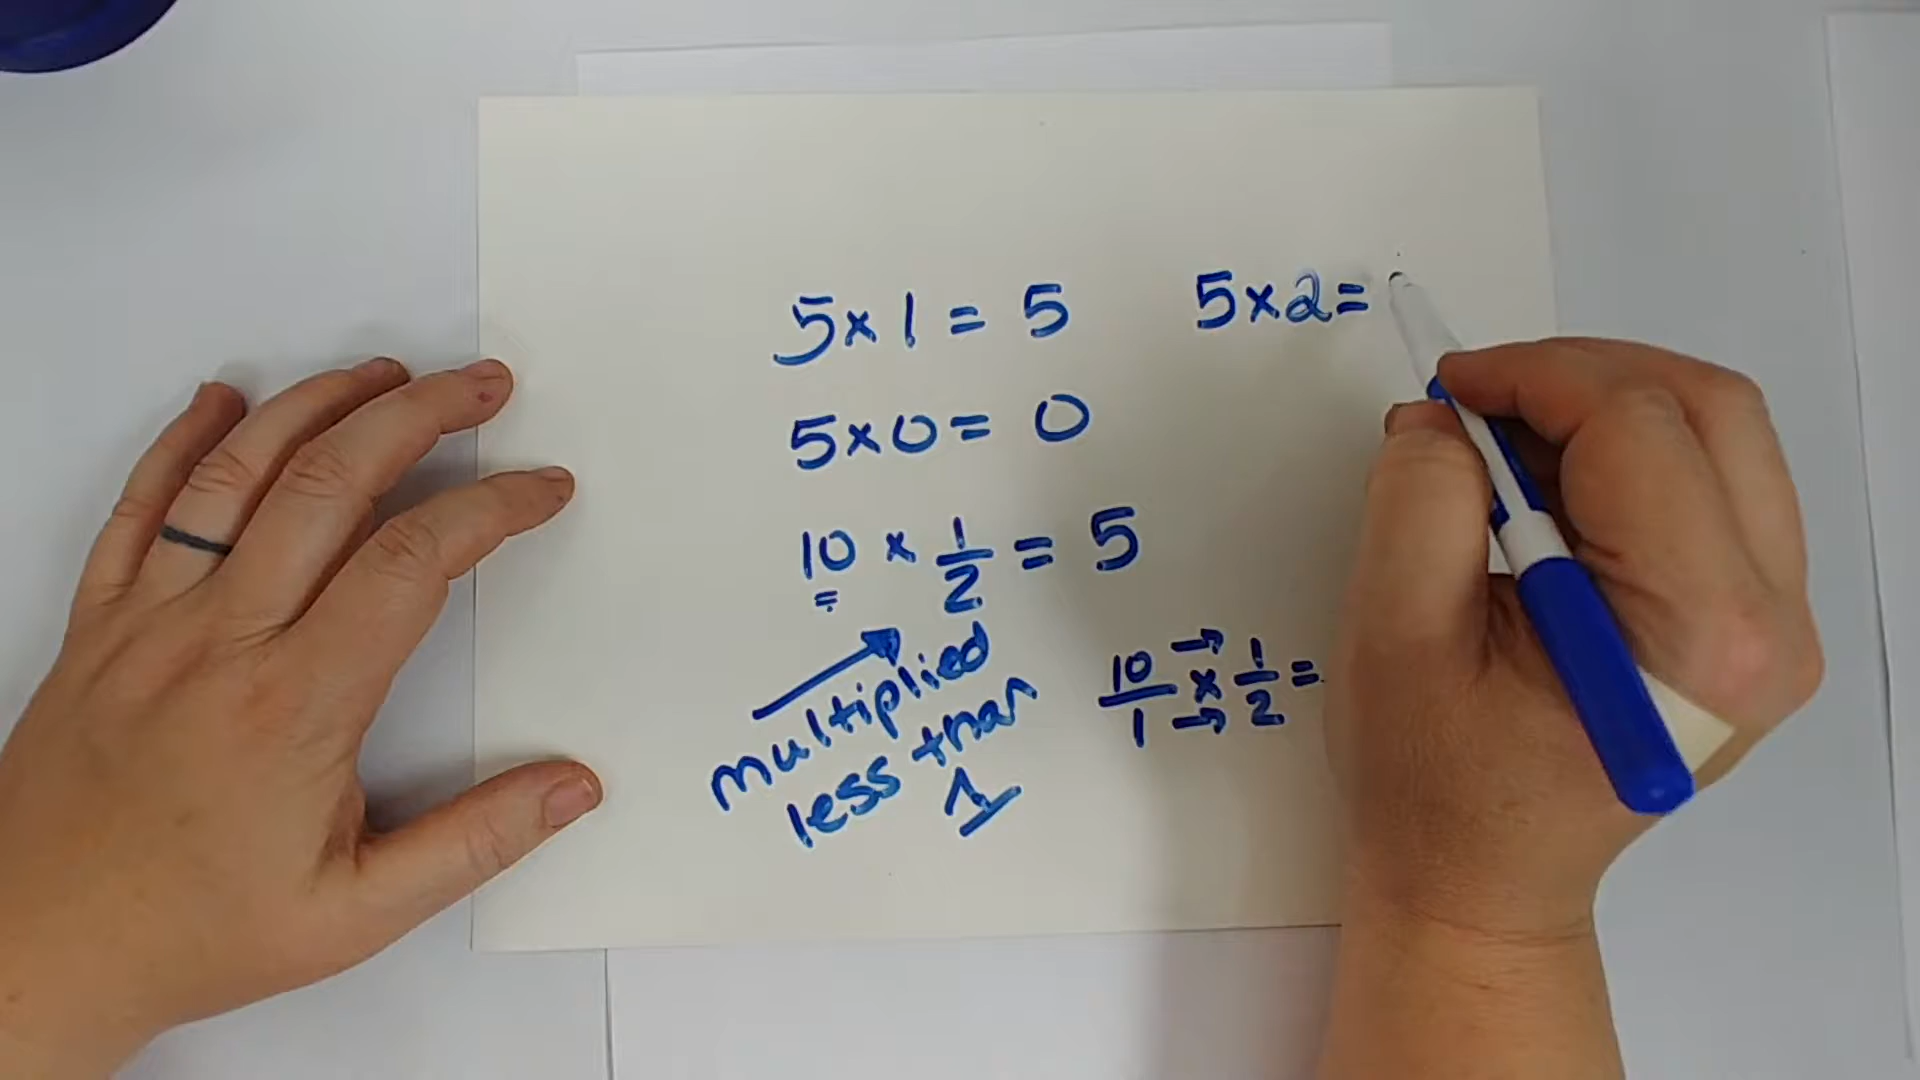 5x1 = 5
5x2=
5x0= 0
10 x 1/2 = 5
=
multiplied
less than
1
10/1 → x → 1/2 =